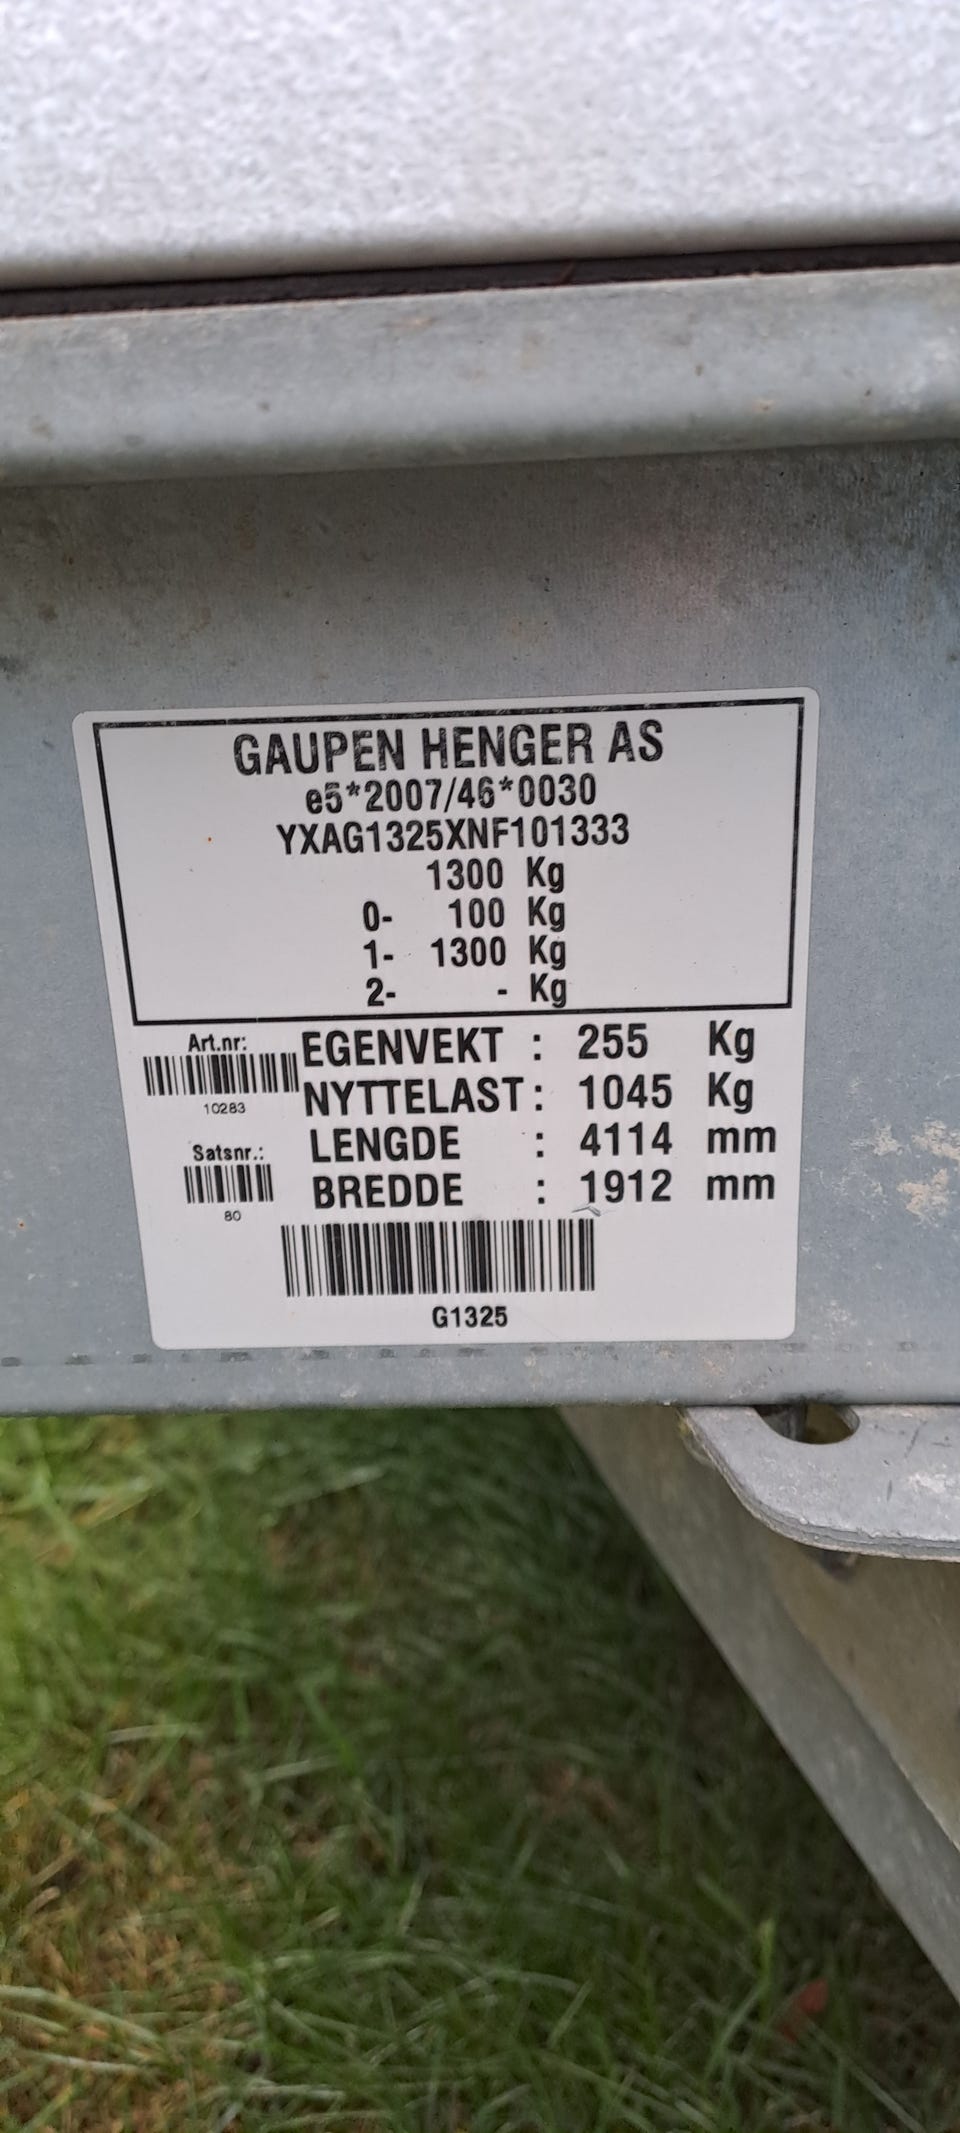 GAUPEN HENGER AS
e5*2007/46*0030
YXAG1325XNF101333
1300 Kg
0- 100 Kg
1- 1300 Kg
2- - Kg
Art.nr:
10283
EGENVEKT : 255 Kg
NYTTELAST : 1045 Kg
LENGDE : 4114 mm
Satsnr.:
80
BREDDE : 1912 mm
G1325